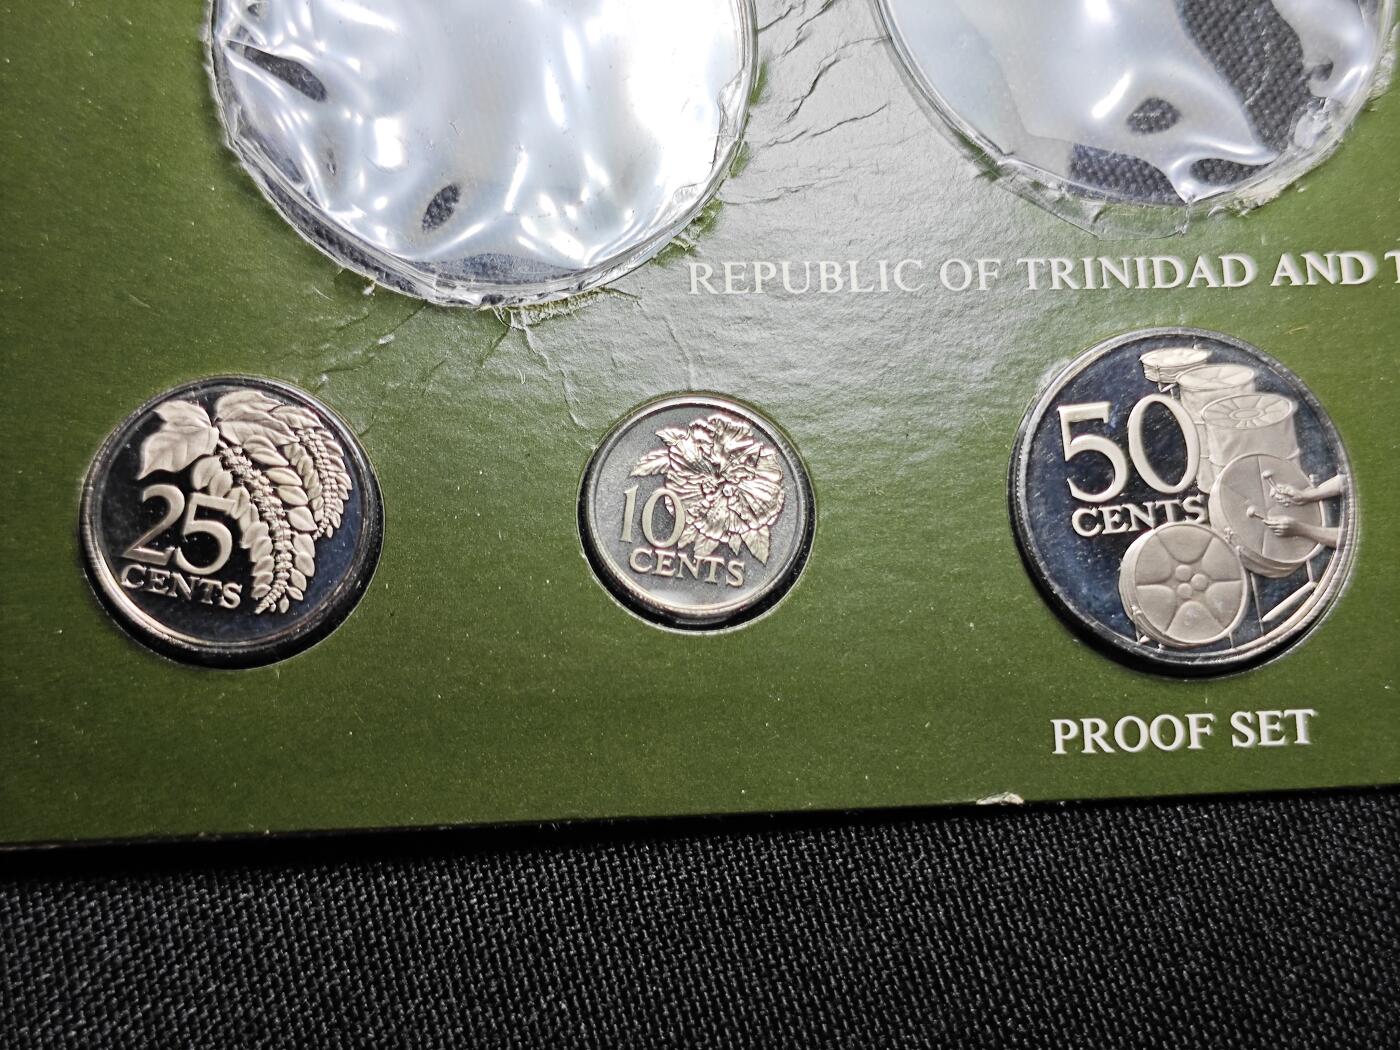 REPUBLIC OF TRINIDAD AND T
25
CENTS
10
CENTS
50
CENTS
PROOF SET